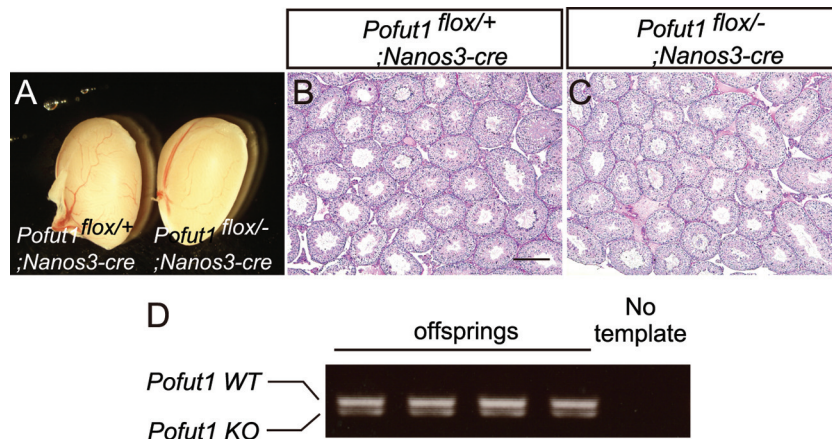 Pofut1 flox/+
;Nanos3-cre
Pofut1 flox/-
;Nanos3-cre
A
B
C
Pofut1 flox/+
;Nanos3-cre
Pofut1 flox/-
;Nanos3-cre
D
offsprings
No
template
Pofut1 WT
Pofut1 KO